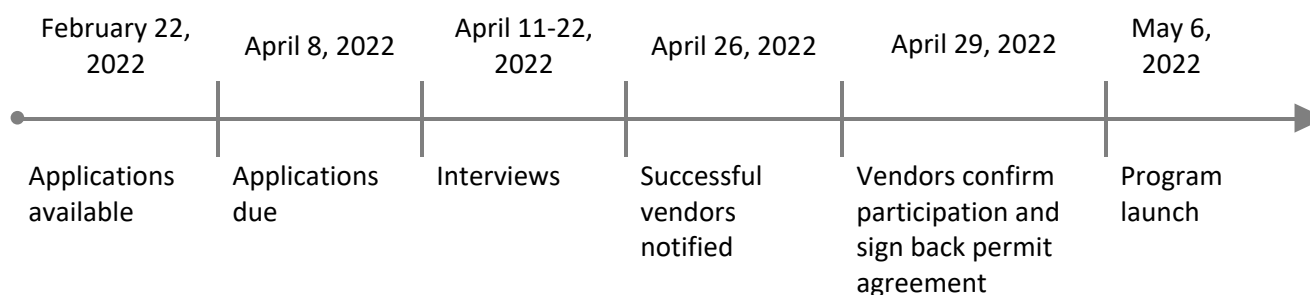 February 22,
2022
April 8, 2022
April 11-22,
2022
April 26, 2022
April 29, 2022
May 6,
2022
Applications
available
Applications
due
Interviews
Successful
vendors
notified
Vendors confirm
participation and
sign back permit
agreement
Program
launch